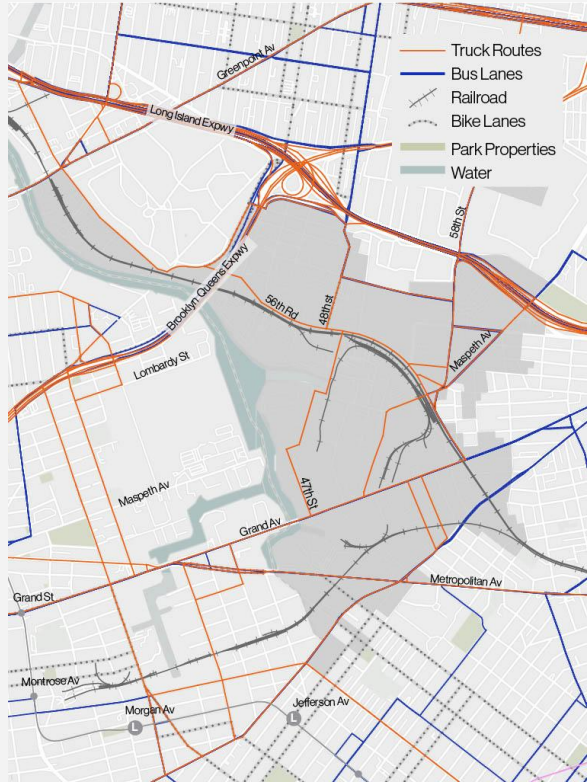 Greenpoint Av
Long Island Expwy
Truck Routes
Bus Lanes
Railroad
Bike Lanes
Park Properties
Water
58th St
Brooklyn Queens Expwy
56th Rd
48th st
Maspeth Av
Lombardy St
Maspeth Av
47th St
Grand Av
Metropolitan Av
Grand St
Montrose Av
Morgan Av
L
Jefferson Av
L